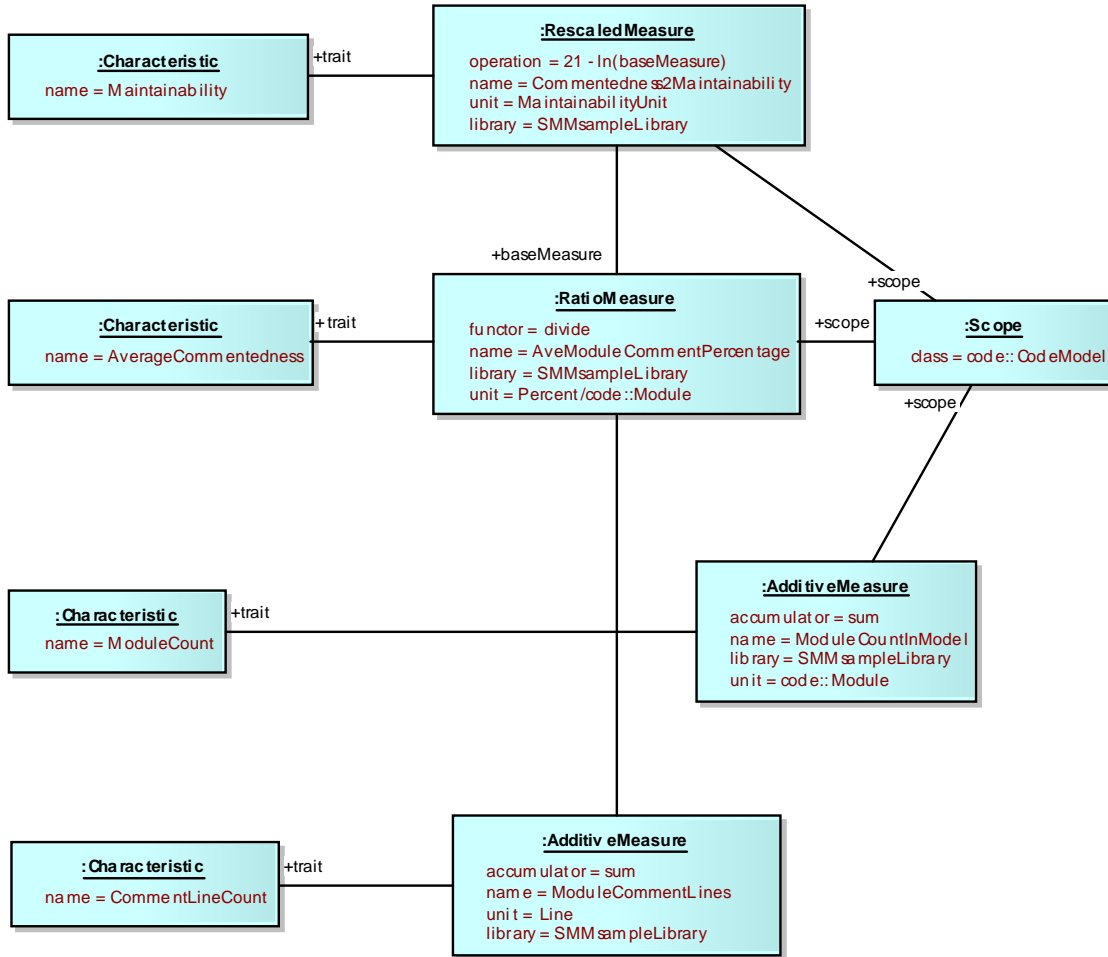 :RescaledMeasure
operation = 21 - ln(baseMeasure)
name = Commentedness2Maintainability
unit = MaintainabilityUnit
library = SMMsampleLibrary
:Characteristic
name = Maintainability
+trait
+baseMeasure
+scope
:Characteristic
name = AverageCommentedness
+ trait
:RatioMeasure
functor = divide
name = AveModuleCommentPercentage
library = SMMsampleLibrary
unit = Percent/code::Module
+scope
:Scope
class = code::CodeModel
+scope
:Characteristic
name = ModuleCount
+trait
:AdditiveMeasure
accumulator = sum
name = ModuleCountInModel
library = SMMsampleLibrary
unit = code::Module
:Characteristic
name = CommentLineCount
+trait
:AdditiveMeasure
accumulator = sum
name = ModuleCommentLines
unit = Line
library = SMMsampleLibrary